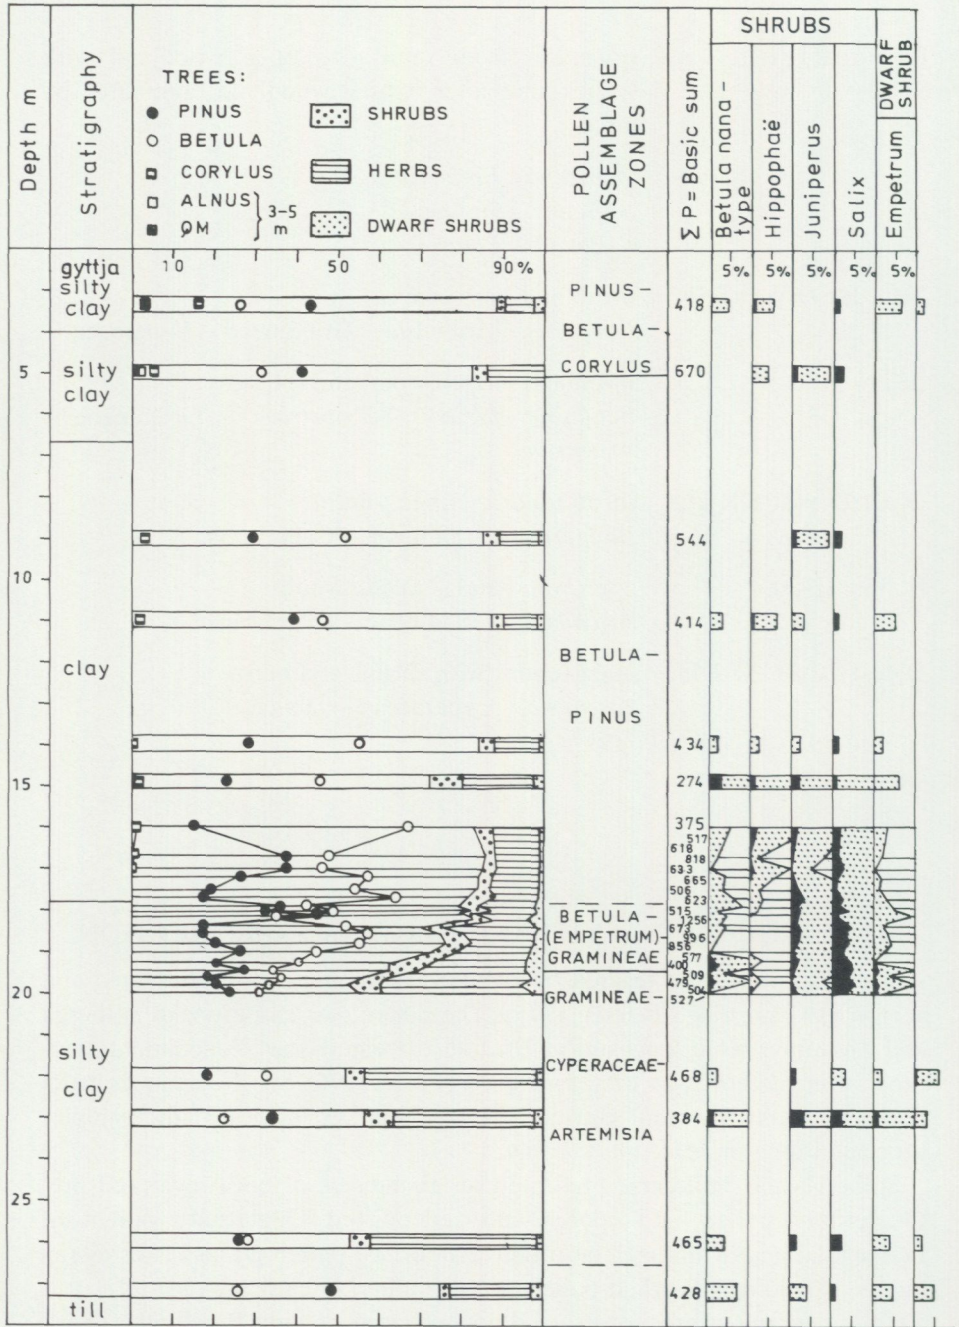 SHRUBS
DWARF SHRUB
Depth m
Stratigraphy
TREES:
PINUS
BETULA
CORYLUS
ALNUS
QM
3-5 m
SHRUBS
HERBS
DWARF SHRUBS
POLLEN
ASSEMBLAGE
ZONES
Σ P = Basic sum
Betula nana-
type
Hippophaë
Juniperus
Salix
Empetrum
10 50 90%
5% 5% 5% 5% 5%
gyttja
silty
clay
PINUS-
418
BETULA-
5
silty
clay
CORYLUS
670
544
10
414
clay
BETULA-
PINUS
434
15
274
375
517
618
818
633
665
506
623
515
BETULA-
1256
(EMPETRUM)
673
996
856
GRAMINEAE
577
400
509
479
504
20
GRAMINEAE-
527
silty
clay
CYPERACEAE-
468
384
ARTEMISIA
25
465
428
till